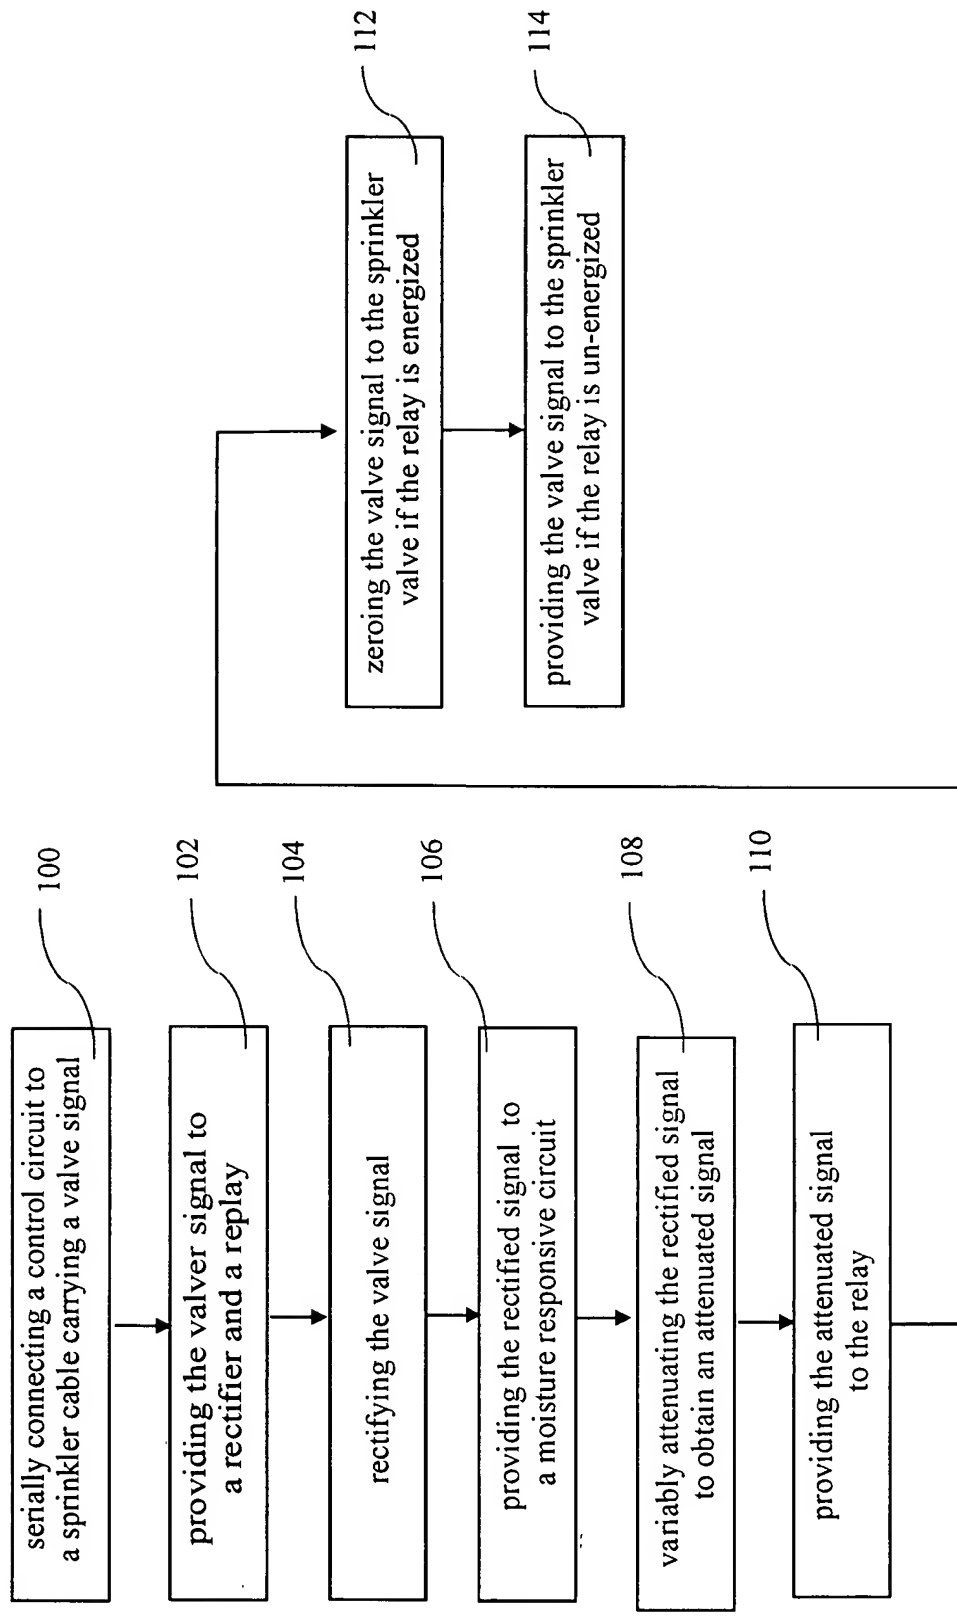 serially connecting a control circuit to
a sprinkler cable carrying a valve signal
100
providing the valver signal to
a rectifier and a replay
102
rectifying the valve signal
104
providing the rectified signal to
a moisture responsive circuit
106
variably attenuating the rectified signal
to obtain an attenuated signal
108
providing the attenuated signal
to the relay
110
zeroing the valve signal to the sprinkler
valve if the relay is energized
112
providing the valve signal to the sprinkler
valve if the relay is un-energized
114